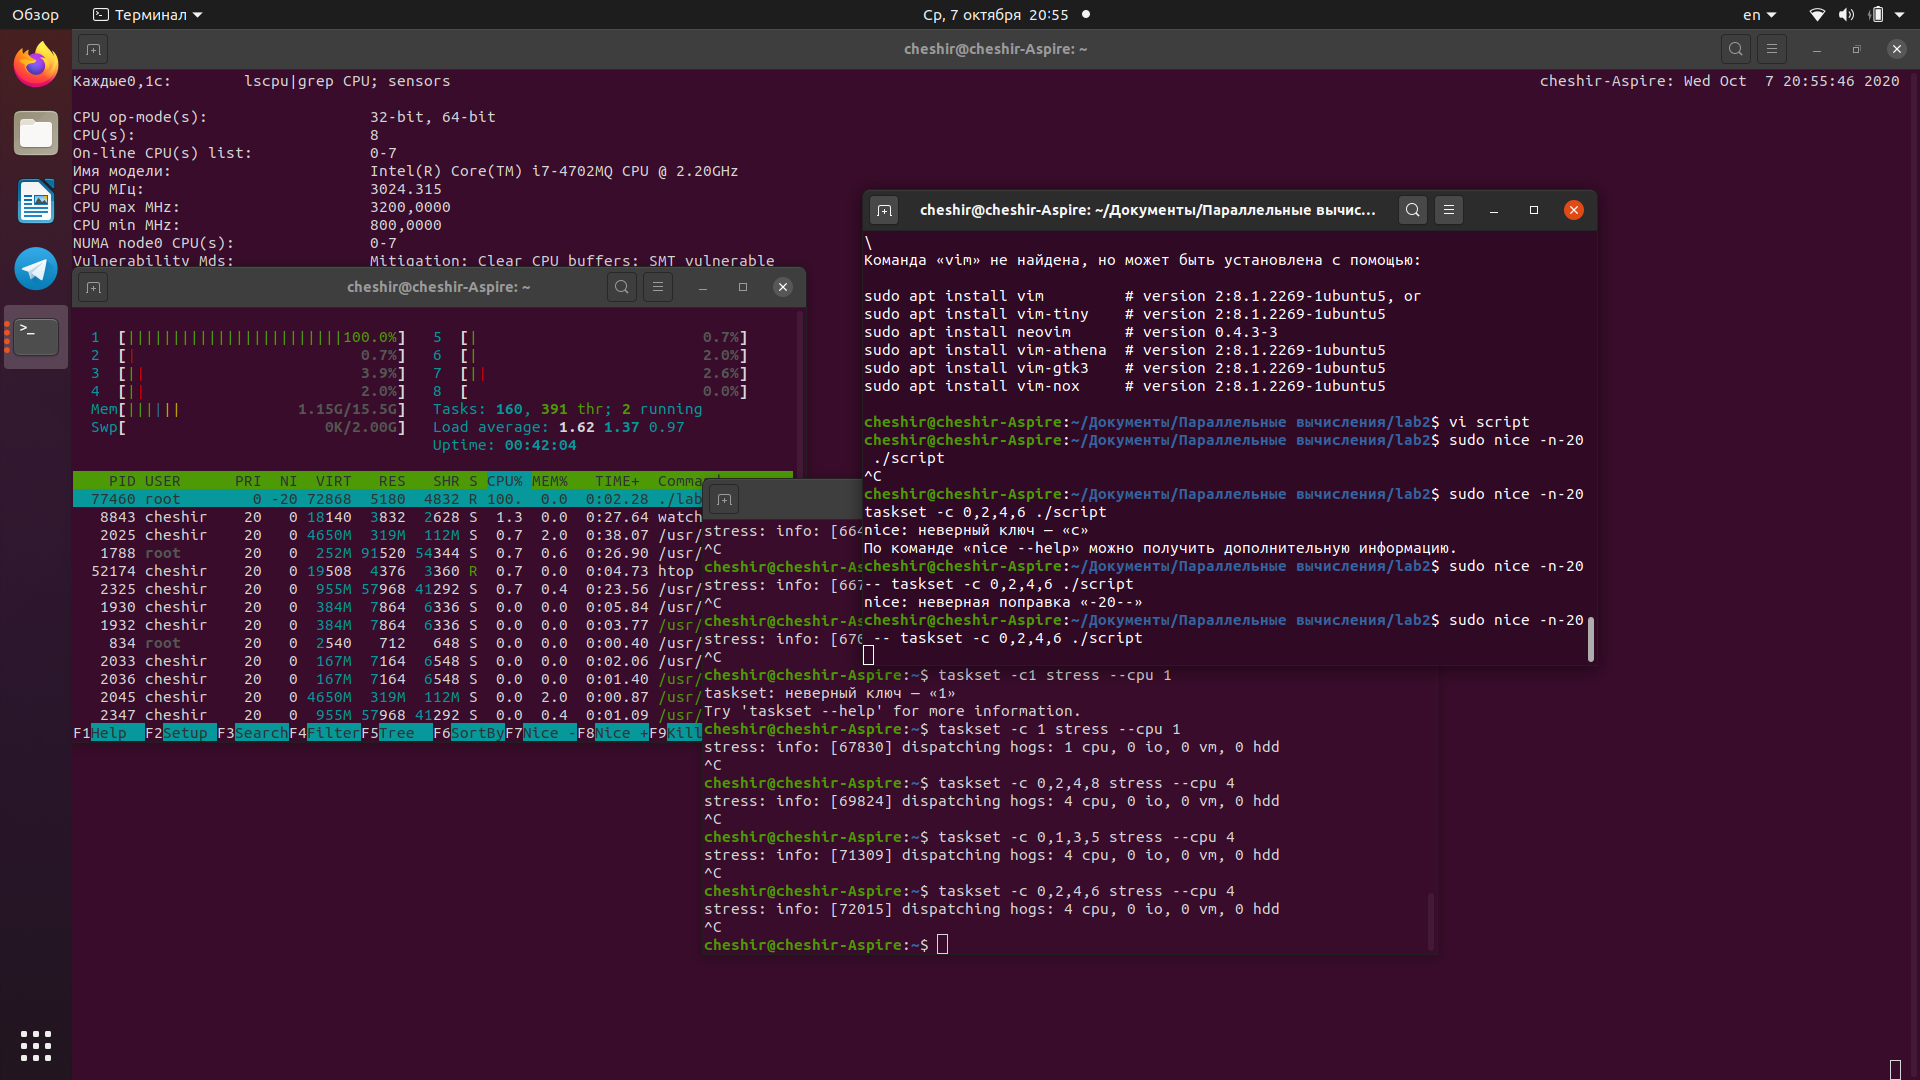 Обзор
Терминал
Ср, 7 октября 20:55
en
cheshir@cheshir-Aspire: ~
Каждые0,1с: lscpu|grep CPU; sensors
cheshir-Aspire: Wed Oct 7 20:55:46 2020
CPU op-mode(s): 32-bit, 64-bit
CPU(s): 8
On-line CPU(s) list: 0-7
Имя модели: Intel(R) Core(TM) i7-4702MQ CPU @ 2.20GHz
CPU МГц: 3024.315
CPU max MHz: 3200,0000
CPU min MHz: 800,0000
NUMA node0 CPU(s): 0-7
Vulnerability Mds: Mitigation; Clear CPU buffers; SMT vulnerable
cheshir@cheshir-Aspire: ~
1 [||||||||||||||||||||||||100.0%] 5 [| 0.7%]
2 [| 0.7%] 6 [| 2.0%]
3 [|| 3.9%] 7 [|| 2.6%]
4 [|| 2.0%] 8 [ 0.0%]
Mem[|||||| 1.15G/15.5G] Tasks: 160, 391 thr; 2 running
Swp[ 0K/2.00G] Load average: 1.62 1.37 0.97
Uptime: 00:42:04
PID USER PRI NI VIRT RES SHR S CPU% MEM% TIME+ Comma
77460 root 0 -20 72868 5180 4832 R 100. 0.0 0:02.28 ./lab
8843 cheshir 20 0 18140 3832 2628 S 1.3 0.0 0:27.64 watch
2025 cheshir 20 0 4650M 319M 112M S 0.7 2.0 0:38.07 /usr/
1788 root 20 0 252M 91520 54344 S 0.7 0.6 0:26.90 /usr/
52174 cheshir 20 0 19508 4376 3360 R 0.7 0.0 0:04.73 htop
2325 cheshir 20 0 955M 57968 41292 S 0.7 0.4 0:23.56 /usr/
1930 cheshir 20 0 384M 7864 6336 S 0.0 0.0 0:05.84 /usr/
1932 cheshir 20 0 384M 7864 6336 S 0.0 0.0 0:03.77 /usr/
834 root 20 0 2540 712 648 S 0.0 0.0 0:00.40 /usr/
2033 cheshir 20 0 167M 7164 6548 S 0.0 0.0 0:02.06 /usr/
2036 cheshir 20 0 167M 7164 6548 S 0.0 0.0 0:01.40 /usr/
2045 cheshir 20 0 4650M 319M 112M S 0.0 2.0 0:00.87 /usr/
2347 cheshir 20 0 955M 57968 41292 S 0.0 0.4 0:01.09 /usr/
F1Help F2Setup F3SearchF4FilterF5Tree F6SortByF7Nice -F8Nice +F9Kill
cheshir@cheshir-Aspire: ~/Документы/Параллельные вычис...
\
Команда «vim» не найдена, но может быть установлена с помощью:
sudo apt install vim # version 2:8.1.2269-1ubuntu5, or
sudo apt install vim-tiny # version 2:8.1.2269-1ubuntu5
sudo apt install neovim # version 0.4.3-3
sudo apt install vim-athena # version 2:8.1.2269-1ubuntu5
sudo apt install vim-gtk3 # version 2:8.1.2269-1ubuntu5
sudo apt install vim-nox # version 2:8.1.2269-1ubuntu5
cheshir@cheshir-Aspire:~/Документы/Параллельные вычисления/lab2$ vi script
cheshir@cheshir-Aspire:~/Документы/Параллельные вычисления/lab2$ sudo nice -n-20
./script
^C
cheshir@cheshir-Aspire:~/Документы/Параллельные вычисления/lab2$ sudo nice -n-20
taskset -c 0,2,4,6 ./script
nice: неверный ключ — «c»
По команде «nice --help» можно получить дополнительную информацию.
cheshir@cheshir-Aspire:~/Документы/Параллельные вычисления/lab2$ sudo nice -n-20
-- taskset -c 0,2,4,6 ./script
nice: неверная поправка «-20--»
cheshir@cheshir-Aspire:~/Документы/Параллельные вычисления/lab2$ sudo nice -n-20
-- taskset -c 0,2,4,6 ./script
stress: info: [664
^C
cheshir@cheshir-As
stress: info: [667
^C
cheshir@cheshir-As
stress: info: [670
^C
cheshir@cheshir-Aspire:~$ taskset -c1 stress --cpu 1
taskset: неверный ключ — «1»
Try 'taskset --help' for more information.
cheshir@cheshir-Aspire:~$ taskset -c 1 stress --cpu 1
stress: info: [67830] dispatching hogs: 1 cpu, 0 io, 0 vm, 0 hdd
^C
cheshir@cheshir-Aspire:~$ taskset -c 0,2,4,8 stress --cpu 4
stress: info: [69824] dispatching hogs: 4 cpu, 0 io, 0 vm, 0 hdd
^C
cheshir@cheshir-Aspire:~$ taskset -c 0,1,3,5 stress --cpu 4
stress: info: [71309] dispatching hogs: 4 cpu, 0 io, 0 vm, 0 hdd
^C
cheshir@cheshir-Aspire:~$ taskset -c 0,2,4,6 stress --cpu 4
stress: info: [72015] dispatching hogs: 4 cpu, 0 io, 0 vm, 0 hdd
^C
cheshir@cheshir-Aspire:~$